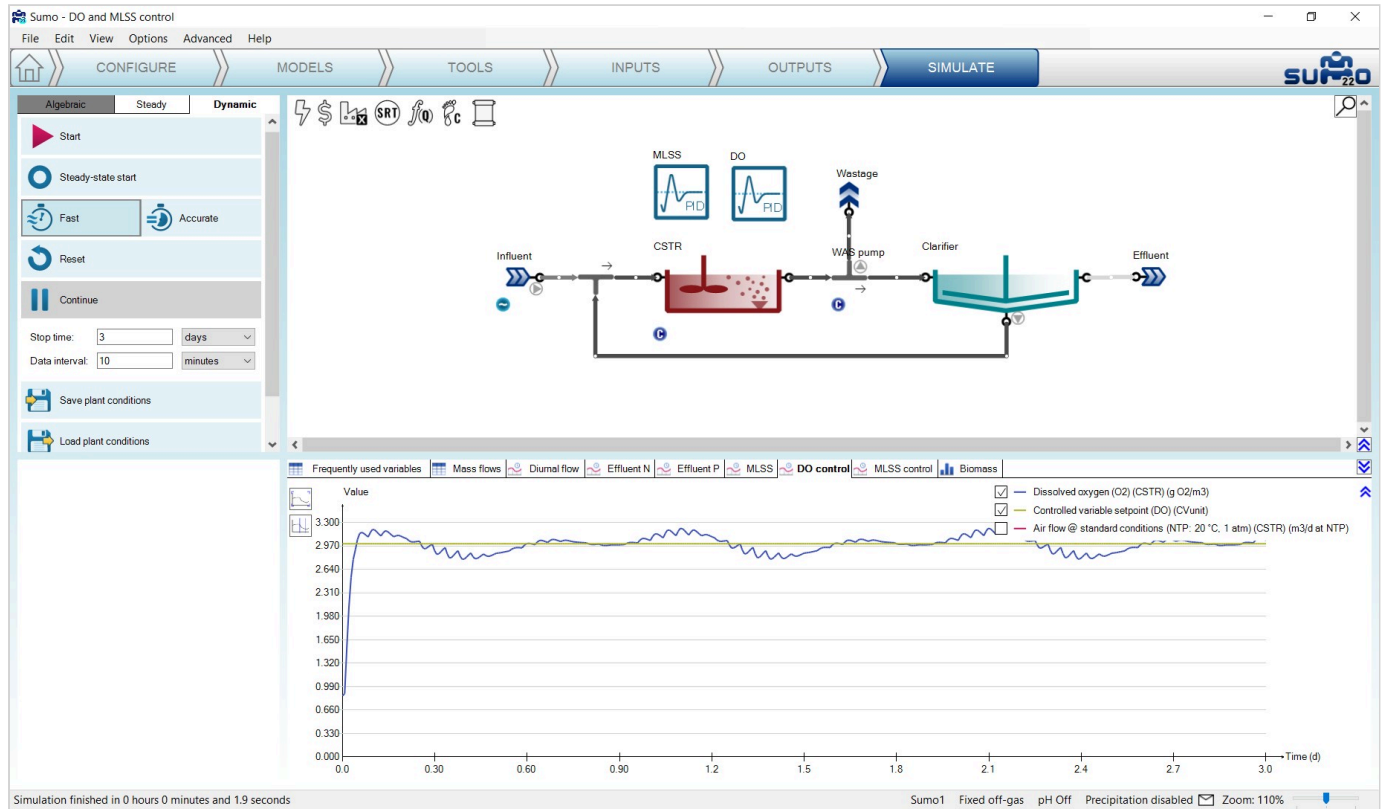 Sumo - DO and MLSS control
File Edit View Options Advanced Help
CONFIGURE MODELS TOOLS INPUTS OUTPUTS SIMULATE
SUMO 22
Algebraic Steady Dynamic
Start
Steady-state start
Fast Accurate
Reset
Continue
Stop time: 3 days
Data interval: 10 minutes
Save plant conditions
Load plant conditions
$ X SRT f(Q) C
MLSS DO
PID PID
Wastage
Influent CSTR WAS pump Clarifier Effluent
C C
Frequently used variables Mass flows Diurnal flow Effluent N Effluent P MLSS DO control MLSS control Biomass
Value
Dissolved oxygen (O2) (CSTR) (g O2/m3)
Controlled variable setpoint (DO) (CVunit)
Air flow @ standard conditions (NTP: 20 °C, 1 atm) (CSTR) (m3/d at NTP)
3.300
2.970
2.640
2.310
1.980
1.650
1.320
0.990
0.660
0.330
0.000
0.0 0.30 0.60 0.90 1.2 1.5 1.8 2.1 2.4 2.7 3.0
Time (d)
Simulation finished in 0 hours 0 minutes and 1.9 seconds
Sumo1 Fixed off-gas pH Off Precipitation disabled Zoom: 110%